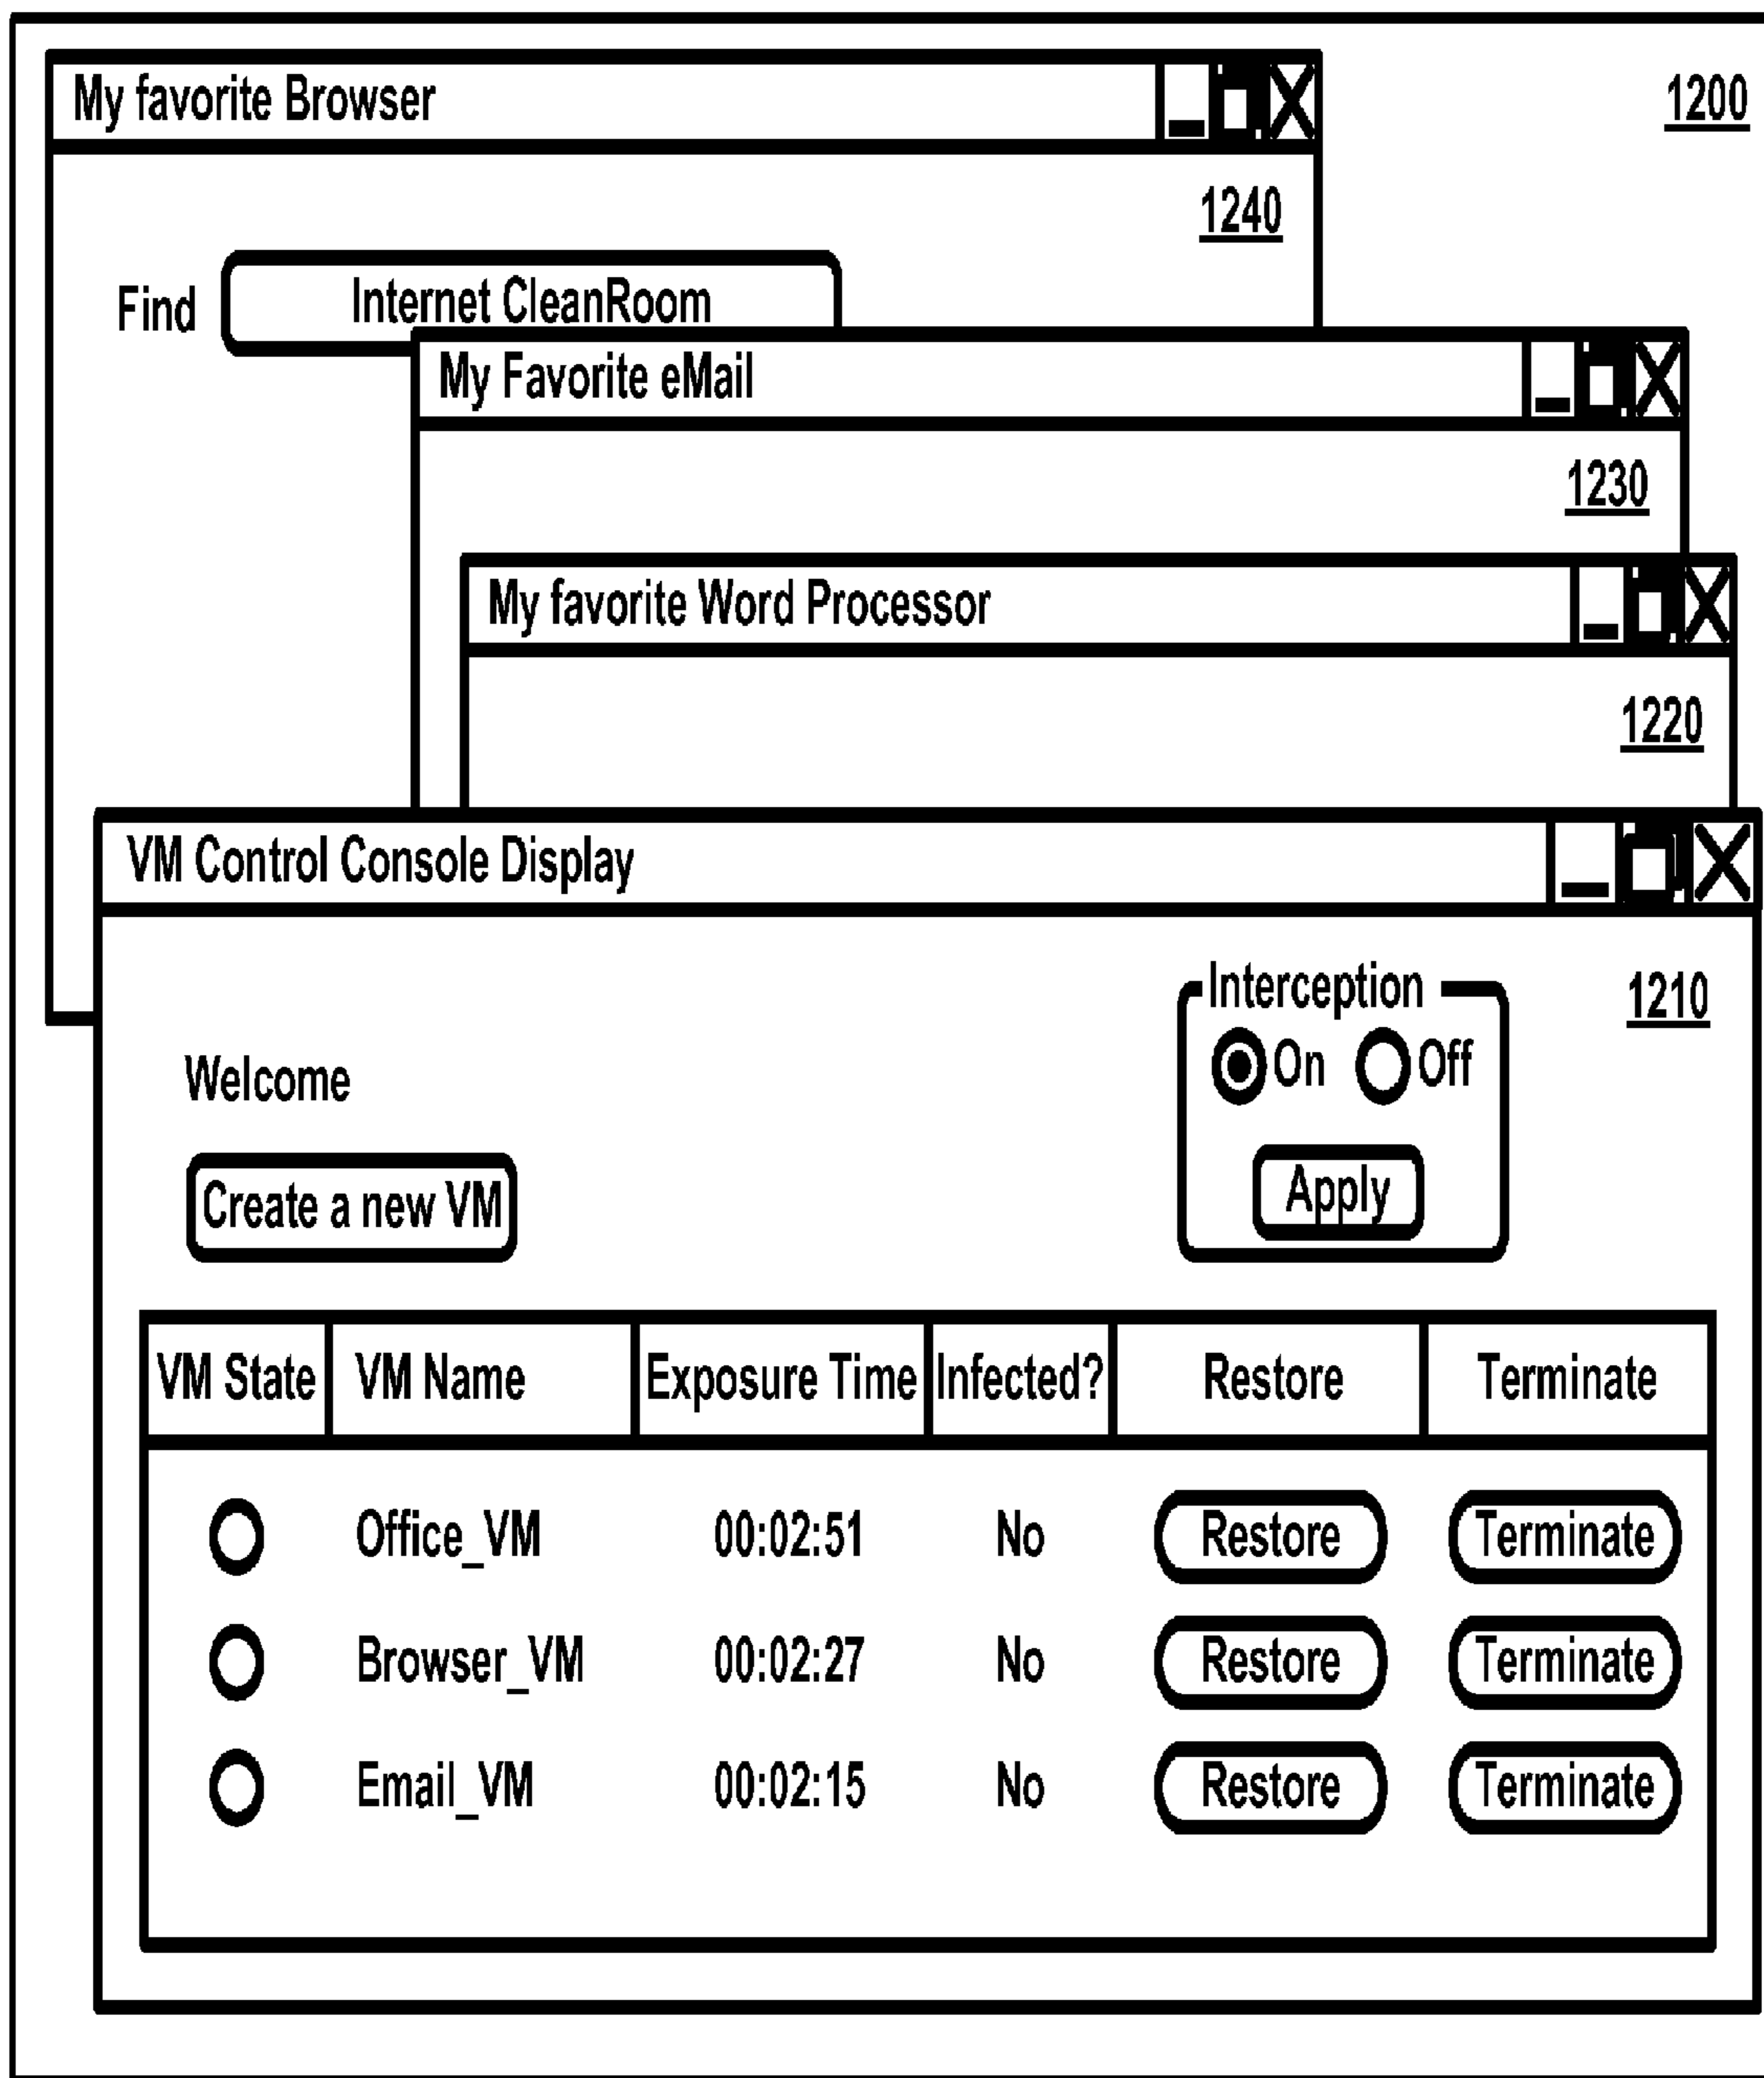 My favorite Browser
1200
1240
Find
Internet CleanRoom
My Favorite eMail
1230
My favorite Word Processor
1220
VM Control Console Display
1210
Interception
On Off
Welcome
Apply
Create a new VM
VM State VM Name Exposure Time Infected? Restore Terminate
Office_VM 00:02:51 No Restore Terminate
Browser_VM 00:02:27 No Restore Terminate
Email_VM 00:02:15 No Restore Terminate